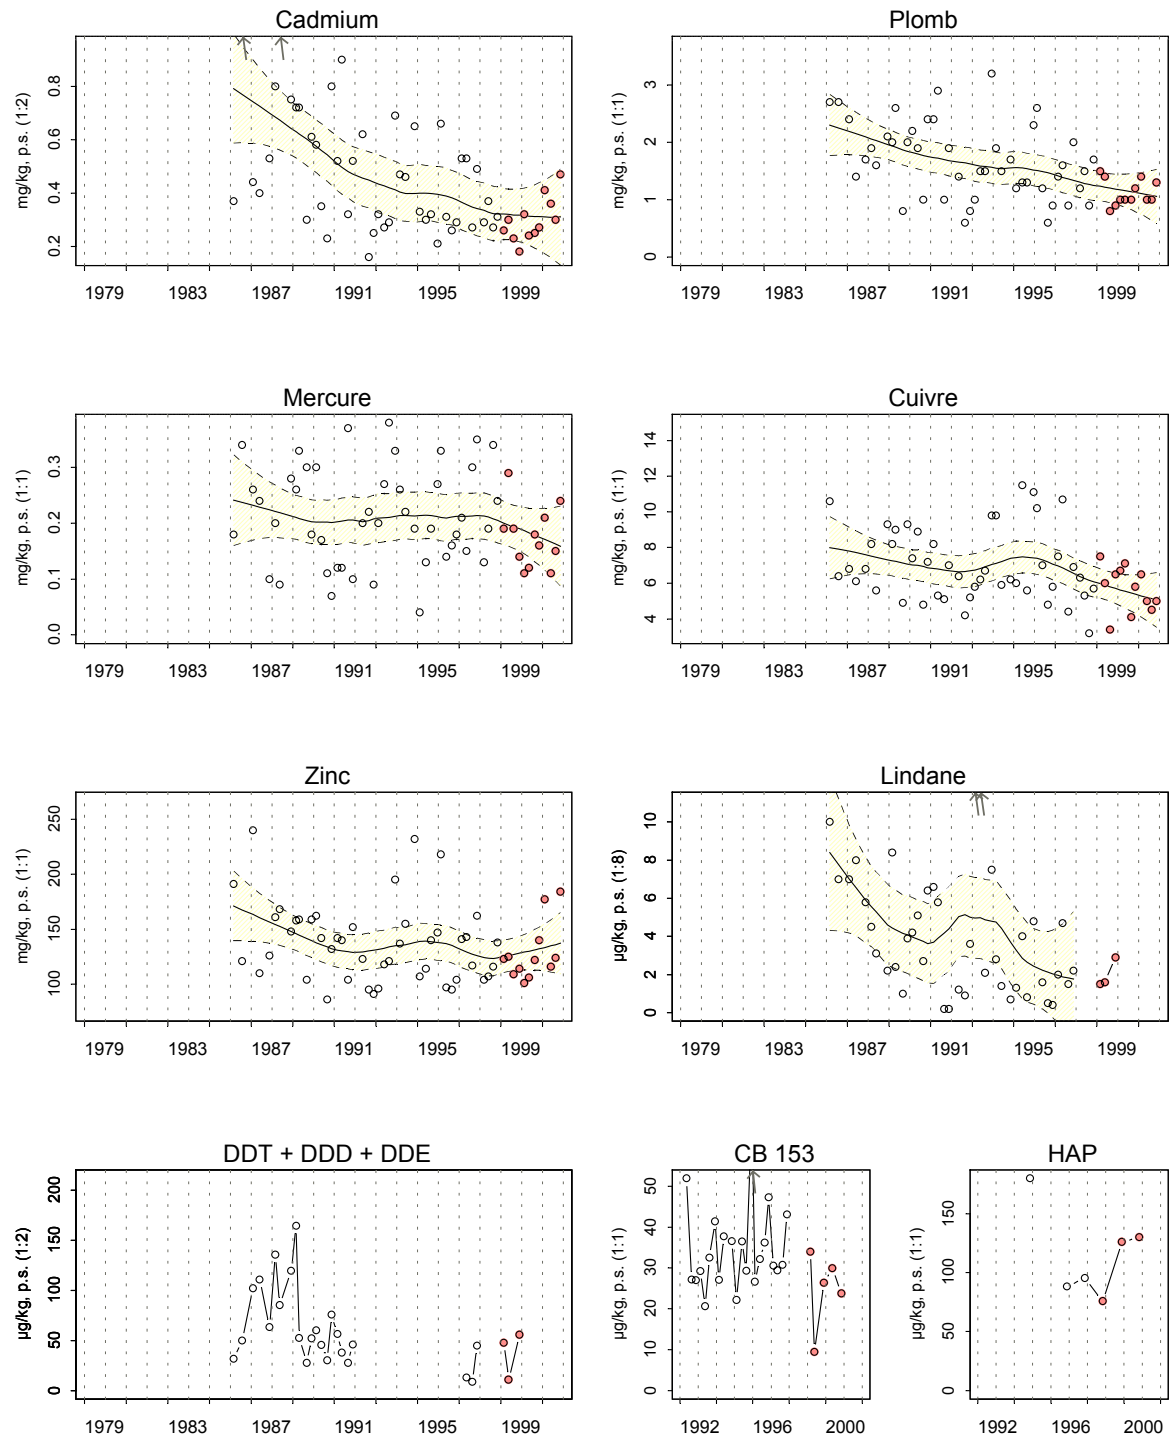 Cadmium
mg/kg, p.s. (1:2)
0.8
0.6
0.4
0.2
1979 1983 1987 1991 1995 1999
Plomb
mg/kg, p.s. (1:1)
3
2
1
0
1979 1983 1987 1991 1995 1999
Mercure
mg/kg, p.s. (1:1)
0.3
0.2
0.1
0.0
1979 1983 1987 1991 1995 1999
Cuivre
mg/kg, p.s. (1:1)
14
12
10
8
6
4
1979 1983 1987 1991 1995 1999
Zinc
mg/kg, p.s. (1:1)
250
200
150
100
1979 1983 1987 1991 1995 1999
Lindane
µg/kg, p.s. (1:8)
10
8
6
4
2
0
1979 1983 1987 1991 1995 1999
DDT + DDD + DDE
µg/kg, p.s. (1:2)
200
150
100
50
0
1979 1983 1987 1991 1995 1999
CB 153
µg/kg, p.s. (1:1)
50
40
30
20
10
0
1992 1996 2000
HAP
µg/kg, p.s. (1:1)
150
100
50
0
1992 1996 2000